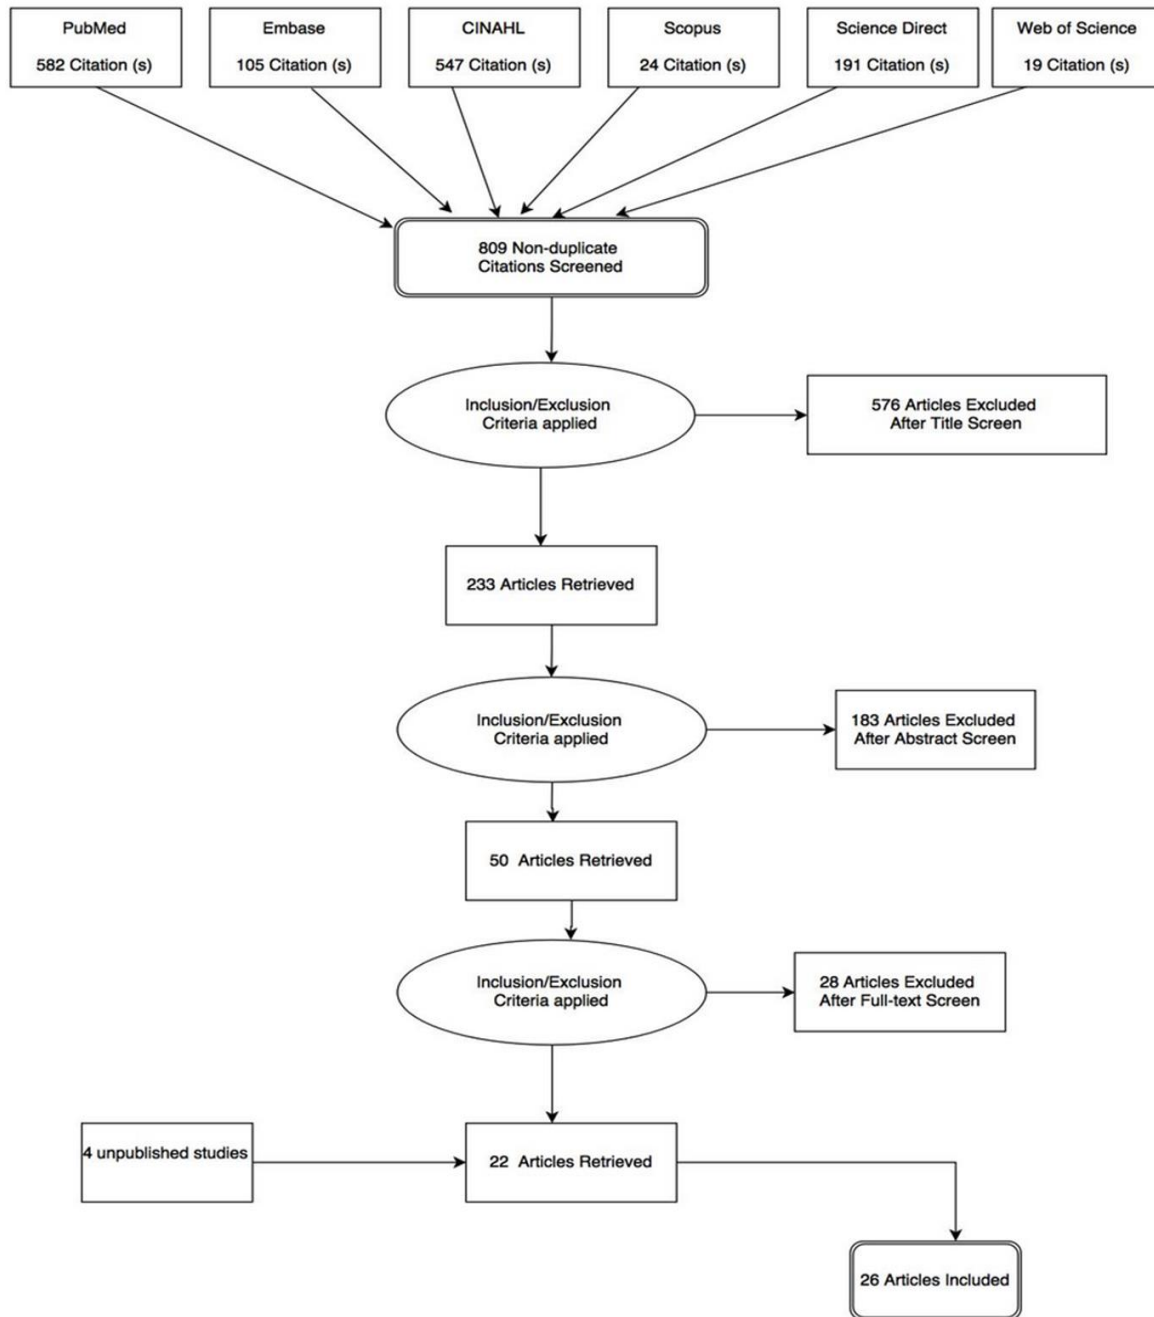 PubMed
582 Citation (s)
Embase
105 Citation (s)
CINAHL
547 Citation (s)
Scopus
24 Citation (s)
Science Direct
191 Citation (s)
Web of Science
19 Citation (s)
809 Non-duplicate
Citations Screened
Inclusion/Exclusion
Criteria applied
576 Articles Excluded
After Title Screen
233 Articles Retrieved
Inclusion/Exclusion
Criteria applied
183 Articles Excluded
After Abstract Screen
50 Articles Retrieved
Inclusion/Exclusion
Criteria applied
28 Articles Excluded
After Full-text Screen
4 unpublished studies
22 Articles Retrieved
26 Articles Included